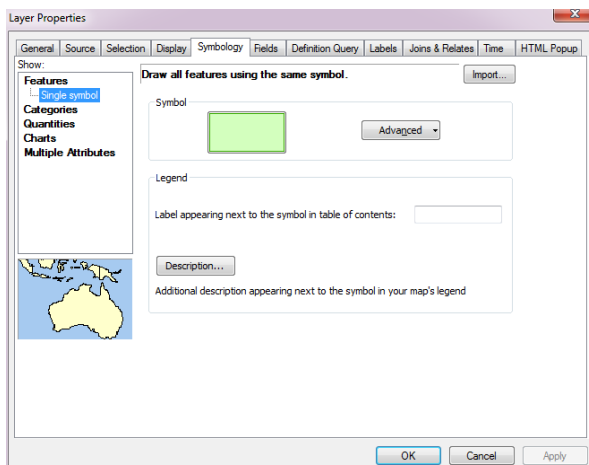 Layer Properties
General Source Selection Display Symbology Fields Definition Query Labels Joins & Relates Time HTML Popup
Show:
Features
Single symbol
Categories
Quantities
Charts
Multiple Attributes
Draw all features using the same symbol.
Import...
Symbol
Advanced
Legend
Label appearing next to the symbol in table of contents:
Description...
Additional description appearing next to the symbol in your map's legend
OK Cancel Apply